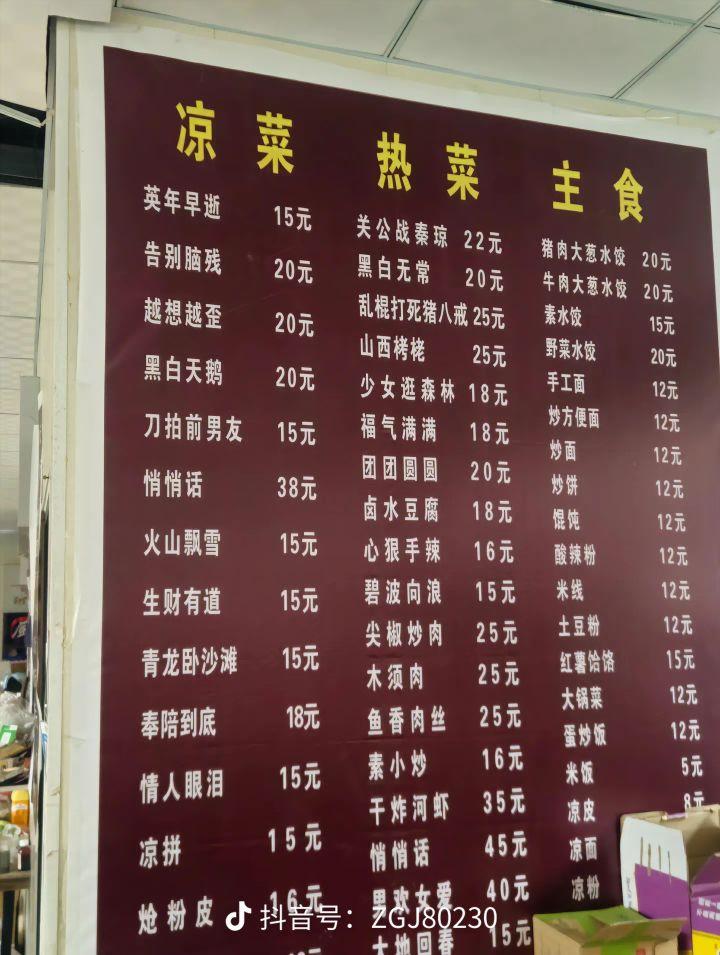 凉菜
英年早逝 15元
告别脑残 20元
越想越歪 20元
黑白天鹅 20元
刀拍前男友 15元
悄悄话 38元
火山飘雪 15元
生财有道 15元
青龙卧沙滩 15元
奉陪到底 18元
情人眼泪 15元
凉拼 15元
炝粉皮 16元
热菜
关公战秦琼 22元
黑白无常 20元
乱棍打死猪八戒 25元
山西栲栳 25元
少女逛森林 18元
福气满满 18元
团团圆圆 20元
卤水豆腐 18元
心狠手辣 16元
碧波向浪 15元
尖椒炒肉 25元
木须肉 25元
鱼香肉丝 25元
素小炒 16元
干炸河虾 35元
悄悄话 45元
男欢女爱 40元
大地回春 15元
主食
猪肉大葱水饺 20元
牛肉大葱水饺 20元
素水饺 15元
野菜水饺 20元
手工面 12元
炒方便面 12元
炒面 12元
炒饼 12元
馄饨 12元
酸辣粉 12元
米线 12元
土豆粉 12元
红薯饸饹 15元
大锅菜 12元
蛋炒饭 12元
米饭 5元
凉皮 8元
凉面
凉粉
抖音号：ZGJ80230